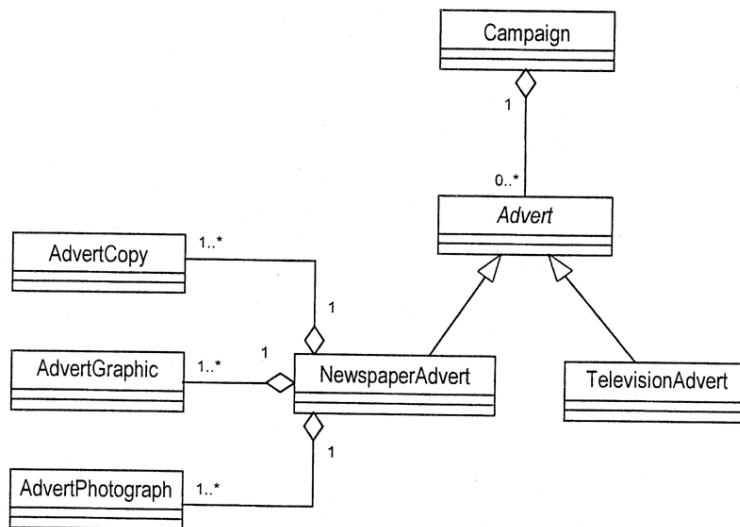 Campaign
1
0..*
Advert
AdvertCopy
1..*
1
AdvertGraphic
1..*
1
NewspaperAdvert
TelevisionAdvert
1
AdvertPhotograph
1..*